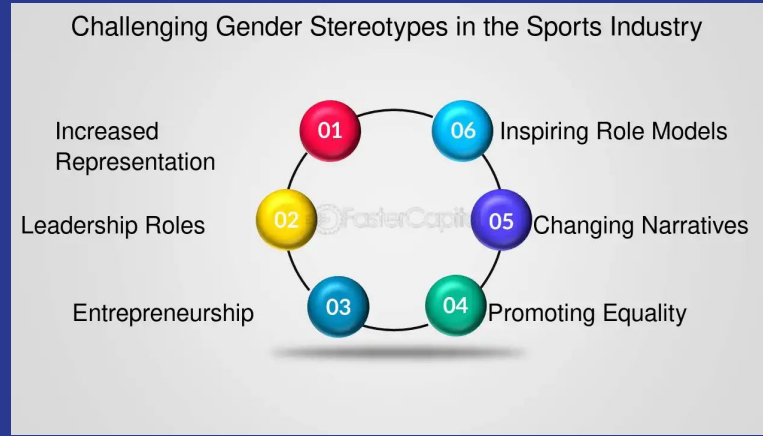 Challenging Gender Stereotypes in the Sports Industry
01
Increased
Representation
02
Leadership Roles
03
Entrepreneurship
04
Promoting Equality
05
Changing Narratives
06
Inspiring Role Models